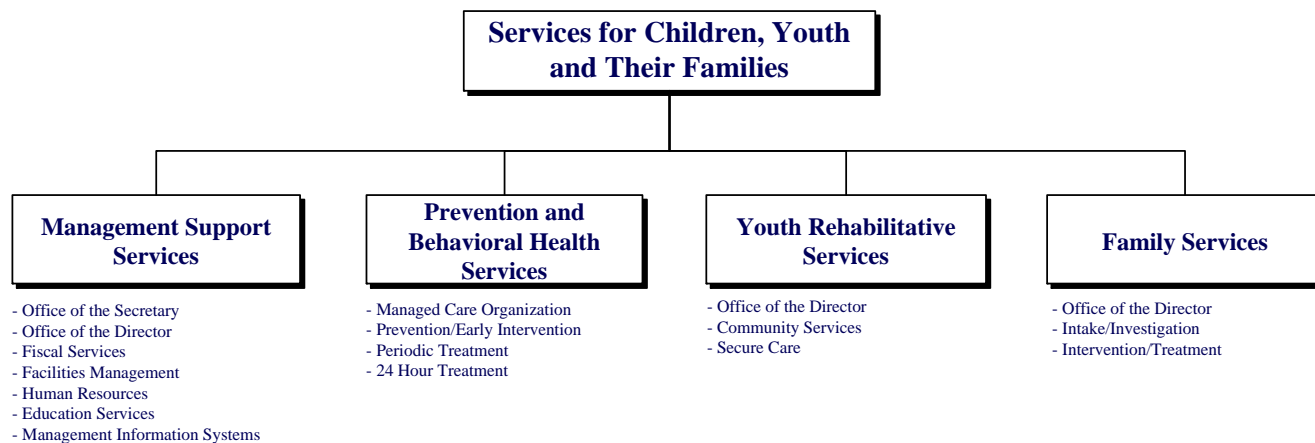 Services for Children, Youth
and Their Families
Management Support
Services
- Office of the Secretary
- Office of the Director
- Fiscal Services
- Facilities Management
- Human Resources
- Education Services
- Management Information Systems
Prevention and
Behavioral Health
Services
- Managed Care Organization
- Prevention/Early Intervention
- Periodic Treatment
- 24 Hour Treatment
Youth Rehabilitative
Services
- Office of the Director
- Community Services
- Secure Care
Family Services
- Office of the Director
- Intake/Investigation
- Intervention/Treatment